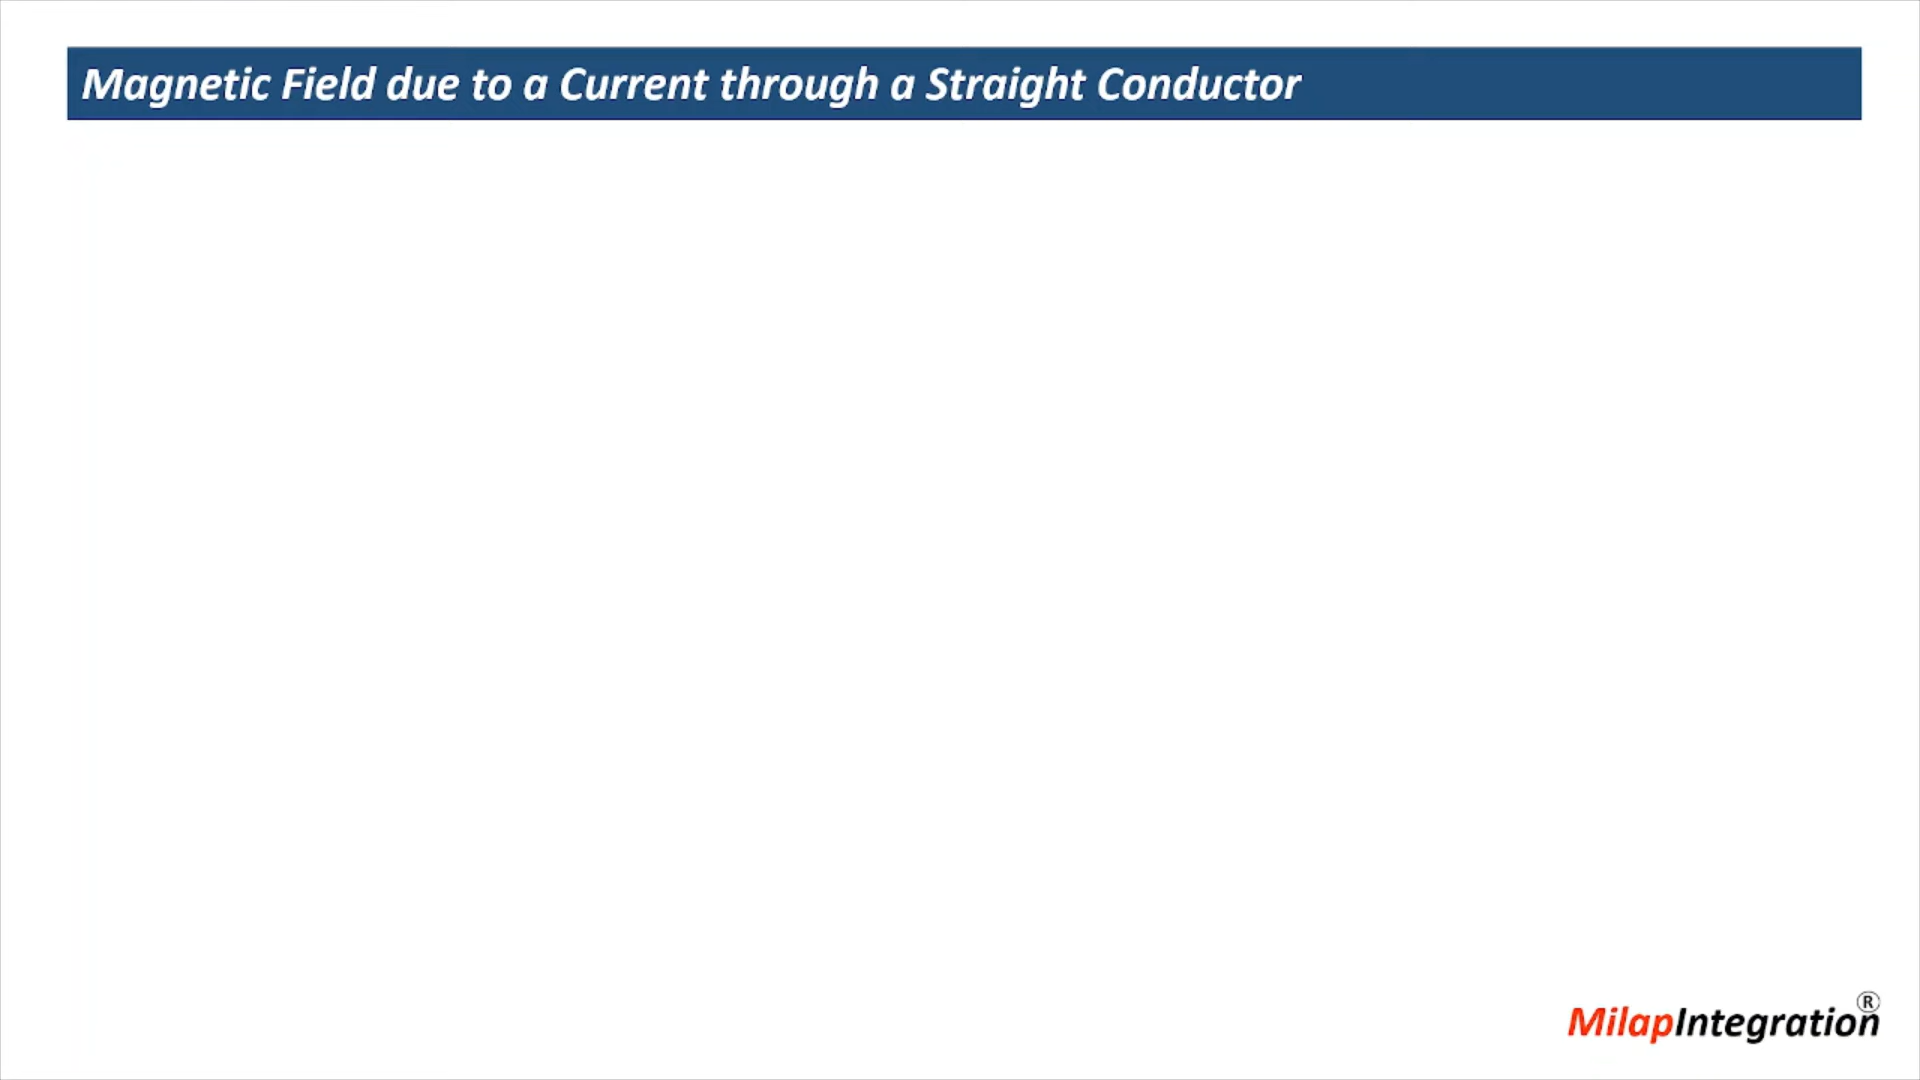 Magnetic Field due to a Current through a Straight Conductor
MilapIntegration®